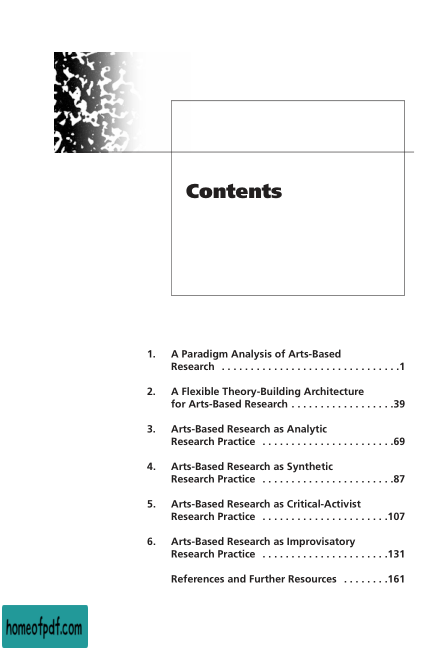 Contents
1. A Paradigm Analysis of Arts-Based
Research . . . . . . . . . . . . . . . . . . . . . . . . . . . . . . .1
2. A Flexible Theory-Building Architecture
for Arts-Based Research . . . . . . . . . . . . . . . . . .39
3. Arts-Based Research as Analytic
Research Practice . . . . . . . . . . . . . . . . . . . . . . .69
4. Arts-Based Research as Synthetic
Research Practice . . . . . . . . . . . . . . . . . . . . . . .87
5. Arts-Based Research as Critical-Activist
Research Practice . . . . . . . . . . . . . . . . . . . . . .107
6. Arts-Based Research as Improvisatory
Research Practice . . . . . . . . . . . . . . . . . . . . . .131
References and Further Resources . . . . . . . .161
homeofpdf.com